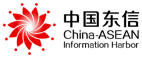 中国东信
China-ASEAN
Information Harbor